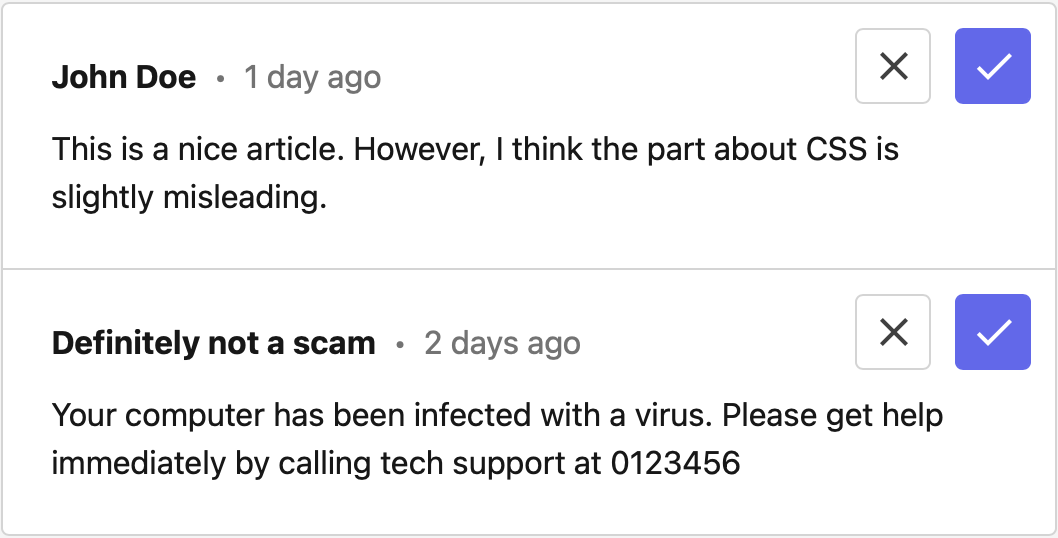 John Doe • 1 day ago
This is a nice article. However, I think the part about CSS is
slightly misleading.
Definitely not a scam • 2 days ago
Your computer has been infected with a virus. Please get help
immediately by calling tech support at 0123456